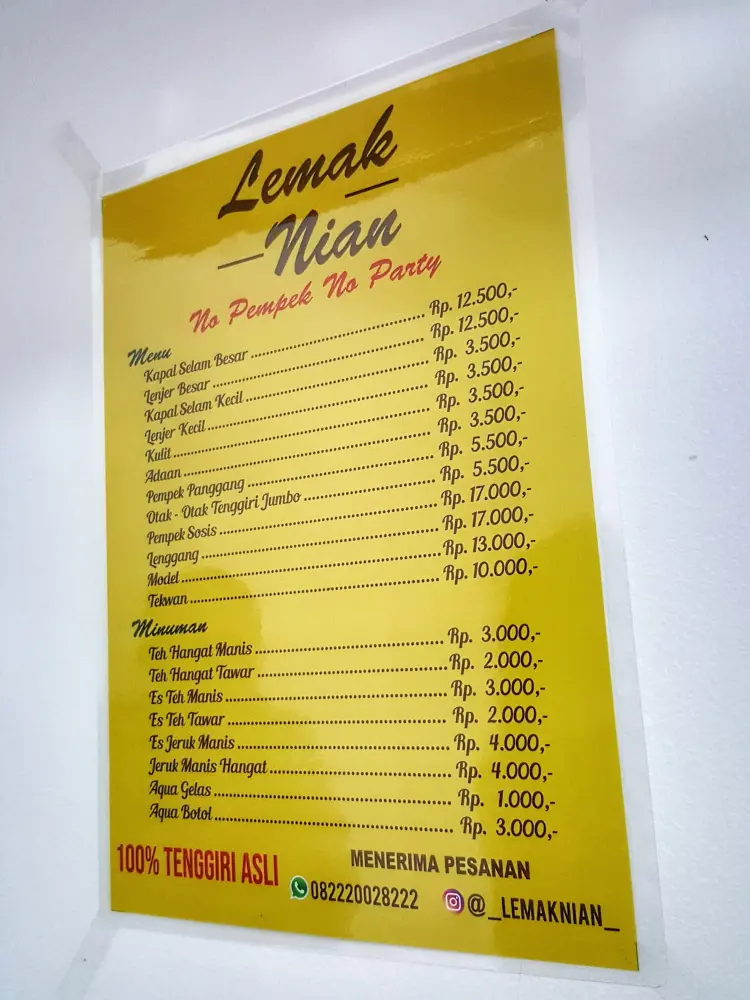 Lemak
Nian
No Pempek No Party
Menu
Kapal Selam Besar ........ Rp. 12.500,-
Lenjer Besar ........ Rp. 12.500,-
Kapal Selam Kecil ........ Rp. 3.500,-
Lenjer Kecil ........ Rp. 3.500,-
Kulit ........ Rp. 3.500,-
Adaan ........ Rp. 3.500,-
Pempek Panggang ........ Rp. 5.500,-
Otak - Otak Tenggiri Jumbo ........ Rp. 5.500,-
Pempek Sosis ........ Rp. 17.000,-
Lenggang ........ Rp. 17.000,-
Model ........ Rp. 13.000,-
Tekwan ........ Rp. 10.000,-
Minuman
Teh Hangat Manis ........ Rp. 3.000,-
Teh Hangat Tawar ........ Rp. 2.000,-
Es Teh Manis ........ Rp. 3.000,-
Es Teh Tawar ........ Rp. 2.000,-
Es Jeruk Manis ........ Rp. 4.000,-
Jeruk Manis Hangat ........ Rp. 4.000,-
Aqua Gelas ........ Rp. 1.000,-
Aqua Botol ........ Rp. 3.000,-
100% TENGGIRI ASLI
MENERIMA PESANAN
082220028222 @_LEMAKNIAN_